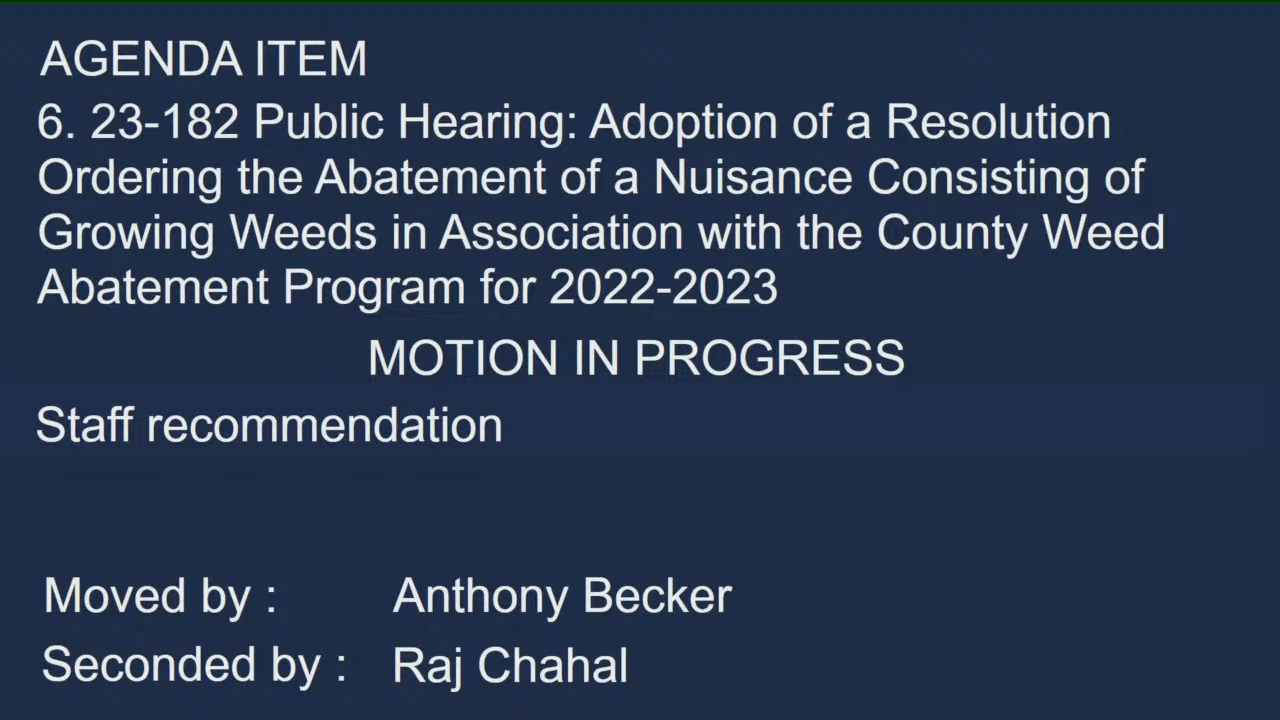 AGENDA ITEM
6. 23-182 Public Hearing: Adoption of a Resolution
Ordering the Abatement of a Nuisance Consisting of
Growing Weeds in Association with the County Weed
Abatement Program for 2022-2023
MOTION IN PROGRESS
Staff recommendation
Moved by : Anthony Becker
Seconded by : Raj Chahal